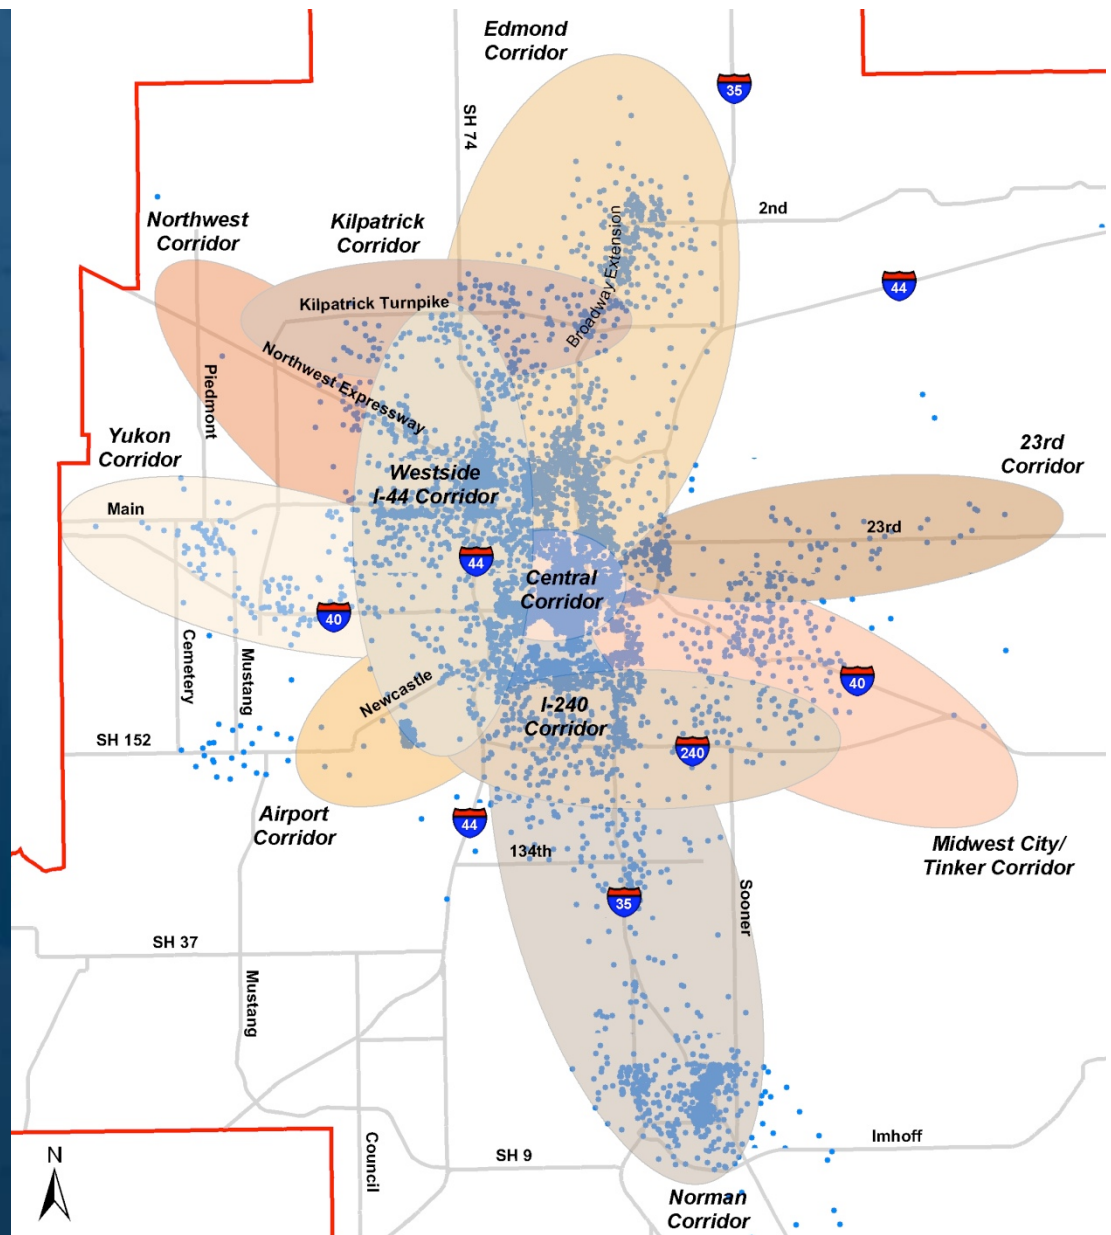 Edmond
Corridor
35
SH 74
2nd
Northwest
Corridor
Kilpatrick
Corridor
Broadway Extension
44
Kilpatrick Turnpike
Northwest Expressway
Piedmont
Yukon
Corridor
23rd
Corridor
Westside
I-44 Corridor
Main
23rd
44
Central
Corridor
40
Cemetery
Mustang
40
Newcastle
I-240
Corridor
SH 152
240
Airport
Corridor
44
134th
Midwest City/
Tinker Corridor
35
Sooner
SH 37
Mustang
Imhoff
Council
N
SH 9
Norman
Corridor